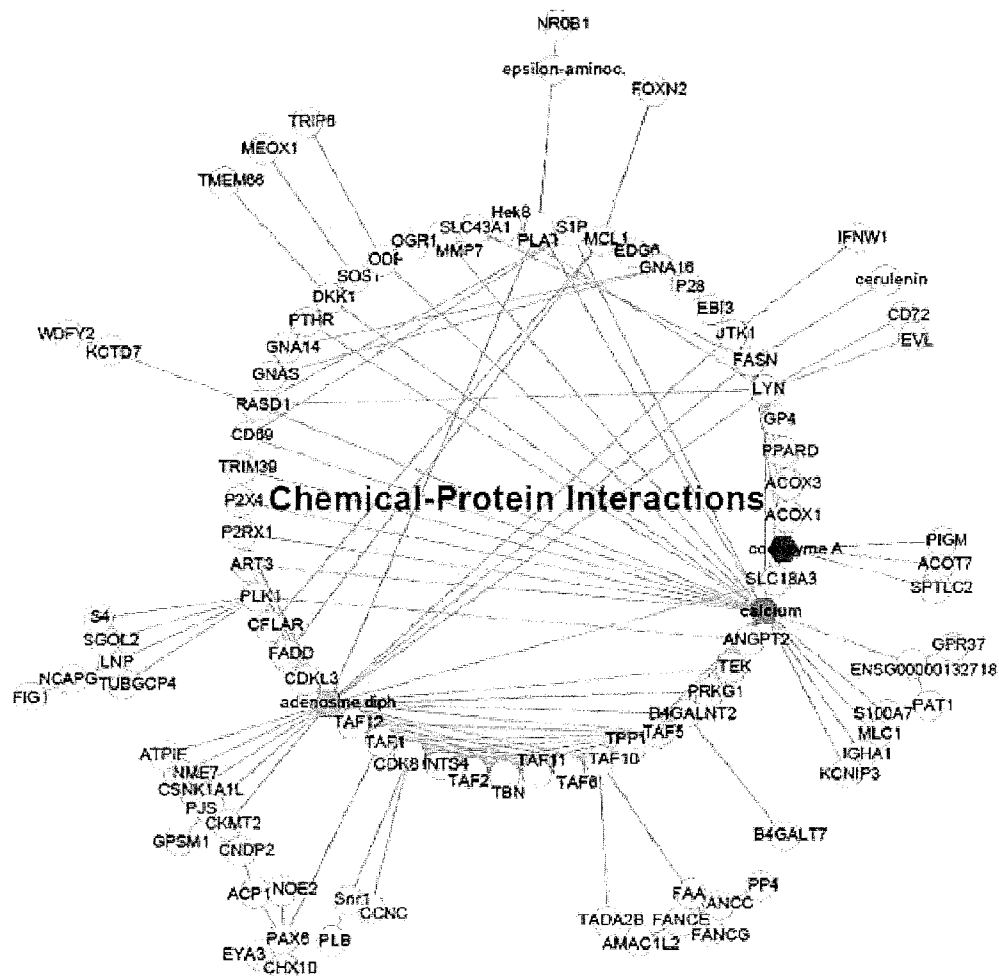 NR0B1
epsilon-aminoc.
FOXN2
TRIP6
MEOX1
TMEM66
Hek8
SLC43A1
S1P
PLAT
MCL1
OGR1
MMP7
EDG6
IFNW1
GNA16
SOS1
P28
cerulenin
DKK1
EBI3
PTHR
CD72
JTK1
WDFY2
EVL
KCTD7
GNA14
FASN
GNAS
LYN
RASD1
GP4
CD69
PPARD
TRIM39
ACOX3
P2X4
Chemical-Protein Interactions
ACOX1
P2RX1
PIGM
coenzyme A
ART3
ACOT7
SLC18A3
SPTLC2
PLK1
S4
calcium
CFLAR
SGOL2
ANGPT2
GPR37
FADD
LNP
TEK
ENSG00000132718
NCAPG
TUBGCP4
CDKL3
FIG1
PRKG1
PAT1
adenosine diph
B4GALNT2
S100A7
TAF12
TAF5
MLC1
TAF1
TPP1
ATPIF
IGHA1
CDK8
INTS4
TAF11
TAF10
NME7
KCNIP3
TAF2
TAF6
CSNK1A1L
TBN
PJS
CKMT2
GPSM1
B4GALT7
CNDP2
PP4
ACP1
NOE2
FAA
Snr1
ANCC
CCNC
TADA2B
FANCE
PAX6
PLB
AMAC1L2
FANCG
EYA3
CHX10